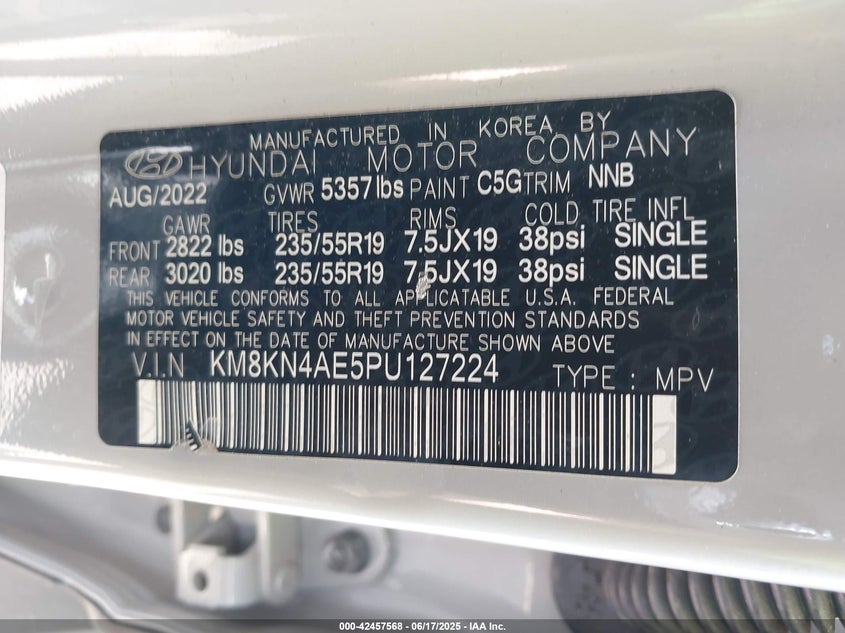 MANUFACTURED IN KOREA BY
HYUNDAI MOTOR COMPANY
AUG/2022 GVWR 5357 lbs PAINT C5G TRIM NNB
GAWR TIRES RIMS COLD TIRE INFL
FRONT 2822 lbs 235/55R19 7.5JX19 38psi SINGLE
REAR 3020 lbs 235/55R19 7.5JX19 38psi SINGLE
THIS VEHICLE CONFORMS TO ALL APPLICATABLE U.S.A. FEDERAL
MOTOR VEHICLE SAFETY AND THEFT PREVENTION STANDARDS
IN EFFECT ON THE DATE OF MANUFACTURE SHOWN ABOVE
V.I.N KM8KN4AE5PU127224 TYPE : MPV
000-42457568 - 06/17/2025 - IAA Inc.